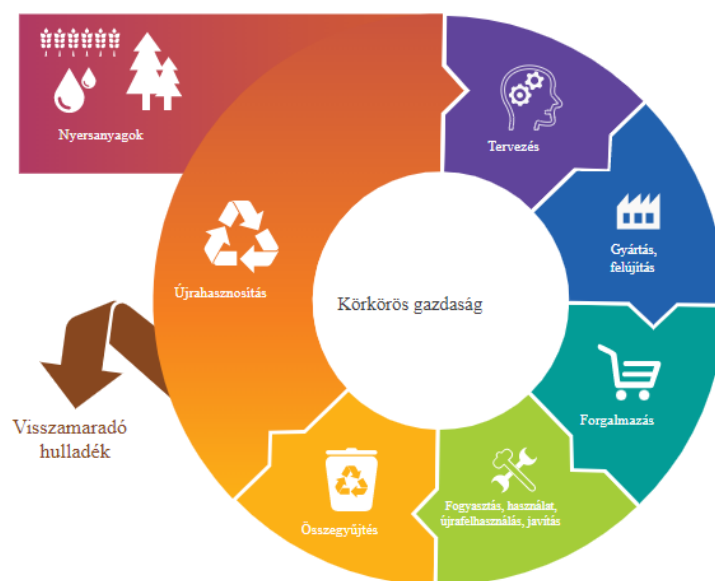 Nyersanyagok
Tervezés
Gyártás,
felújítás
Újrahasznosítás
Körkörös gazdaság
Forgalmazás
Visszamaradó
hulladék
Fogyasztás, használat,
újrafelhasználás, javítás
Összegyűjtés